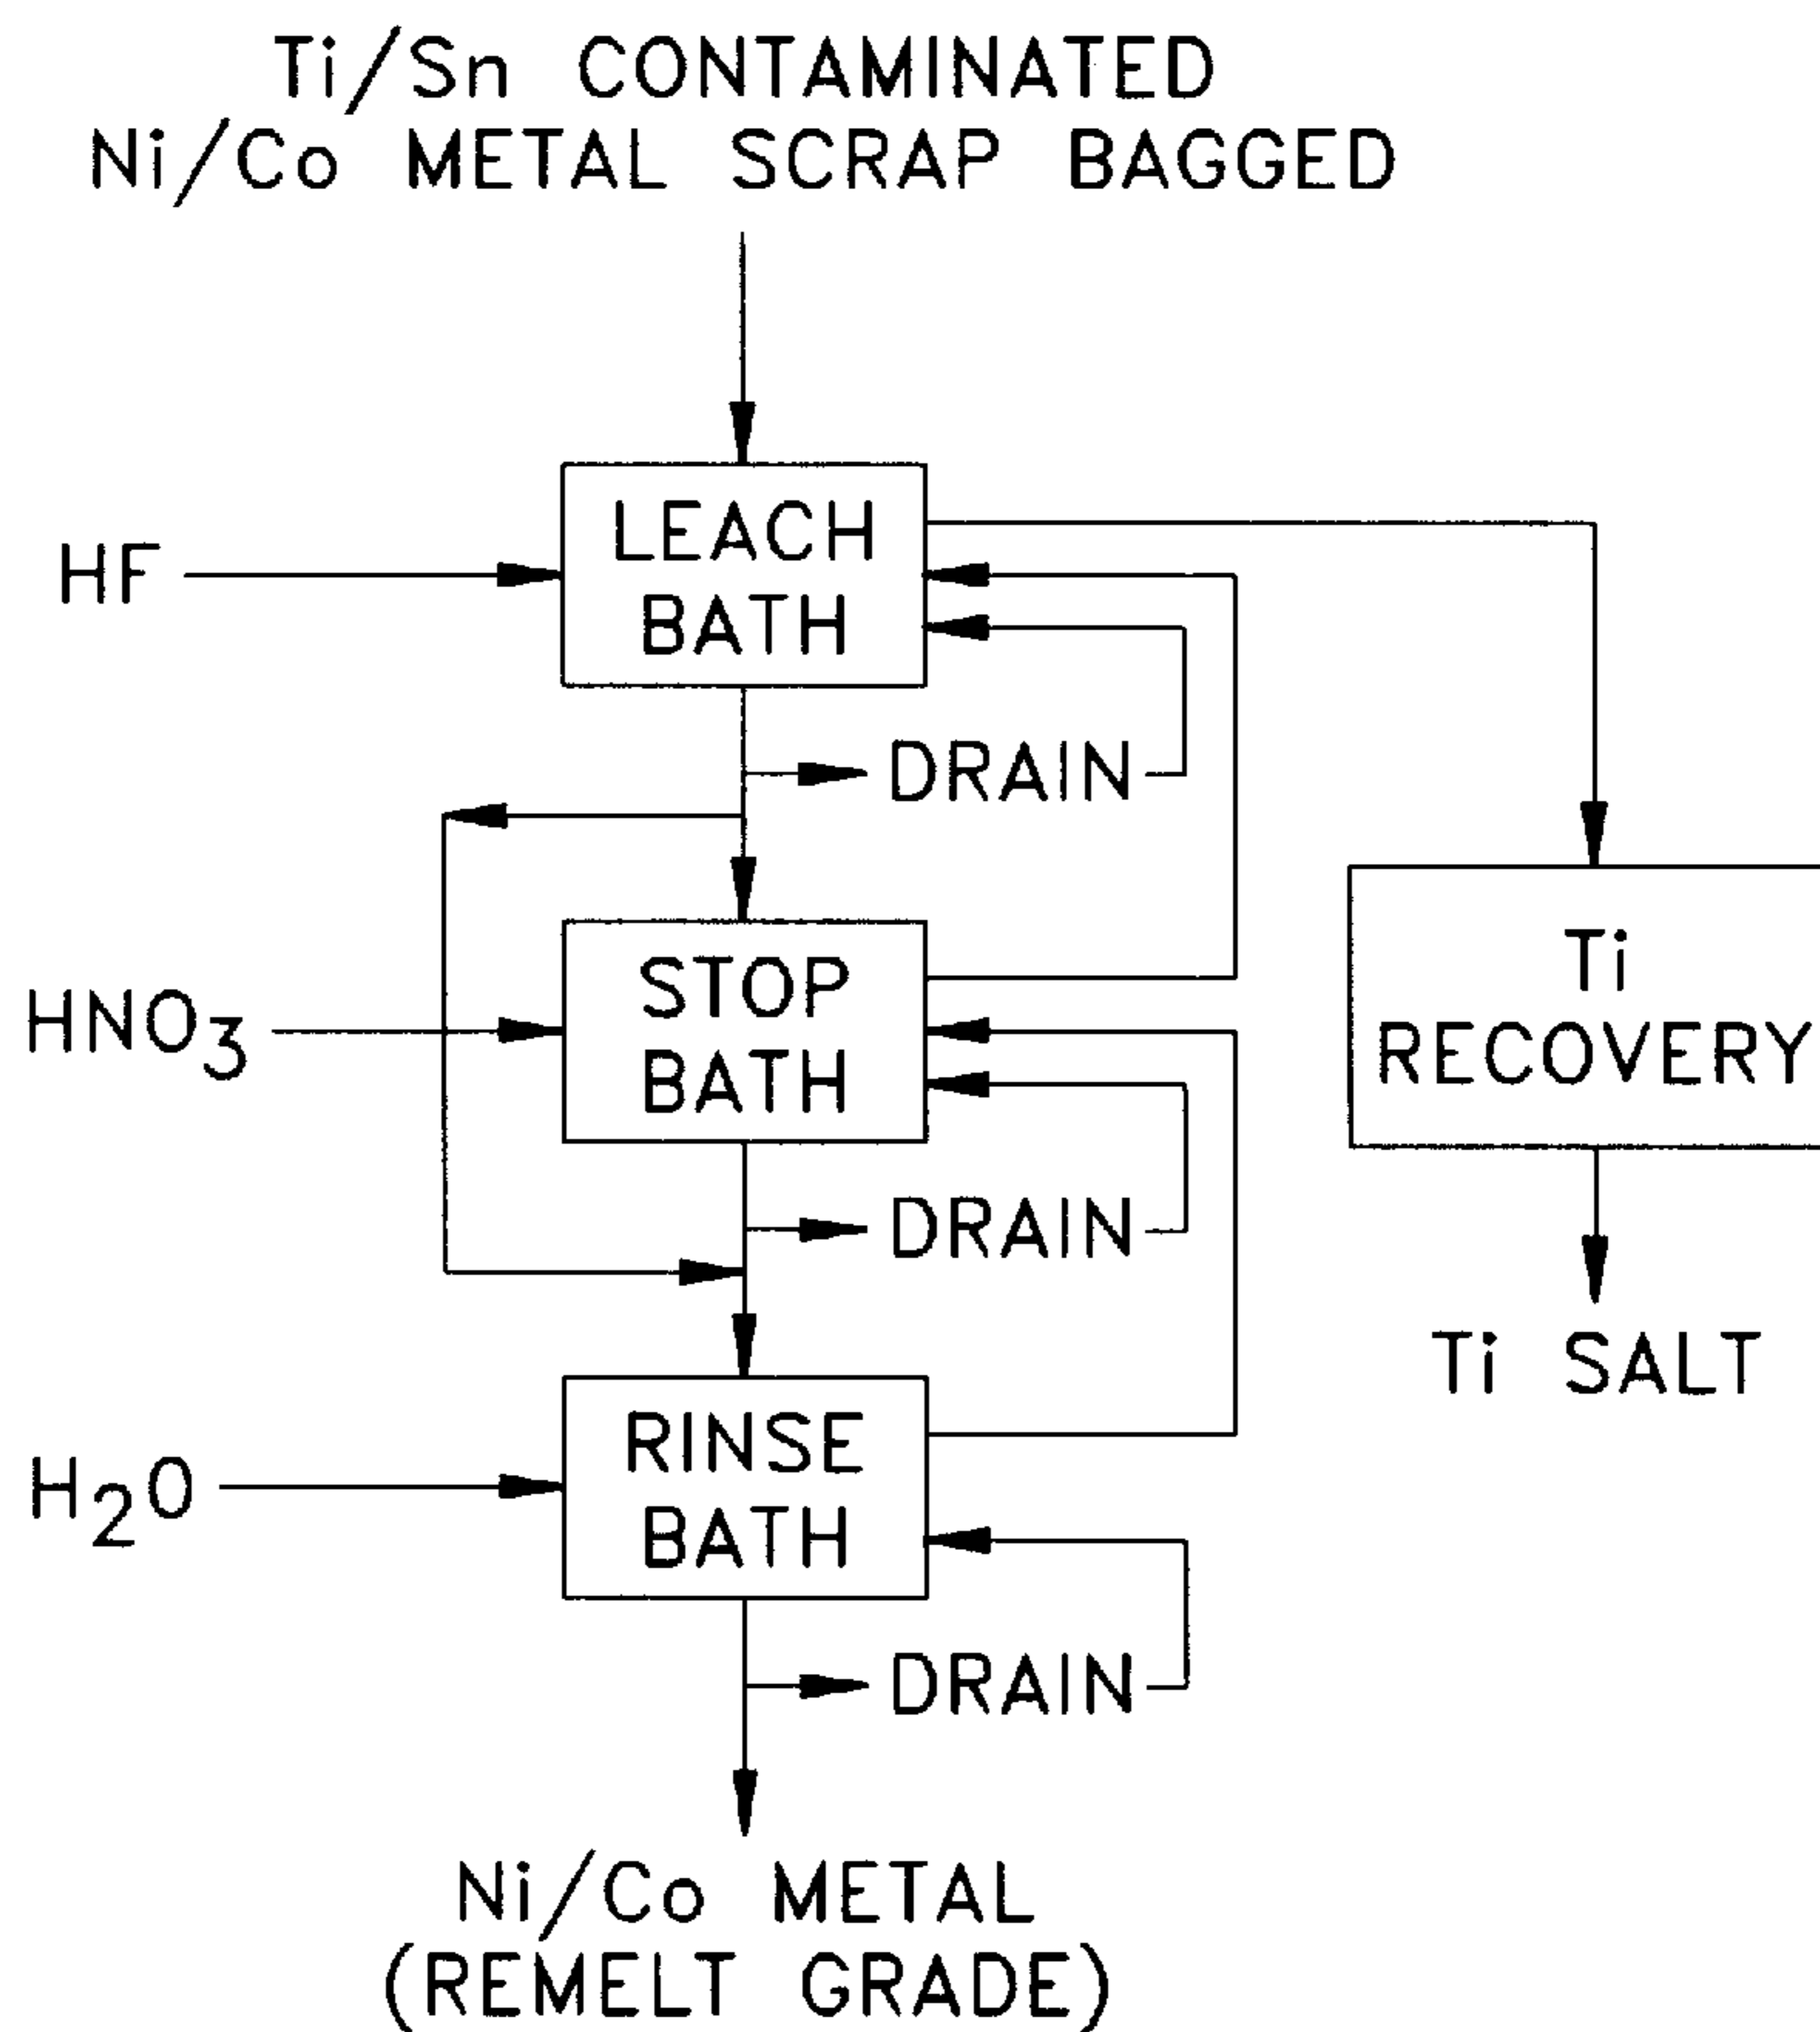 Ti/Sn CONTAMINATED
Ni/Co METAL SCRAP BAGGED
HF
LEACH
BATH
DRAIN
HNO3
STOP
BATH
Ti
RECOVERY
DRAIN
Ti SALT
H2O
RINSE
BATH
DRAIN
Ni/Co METAL
(REMELT GRADE)